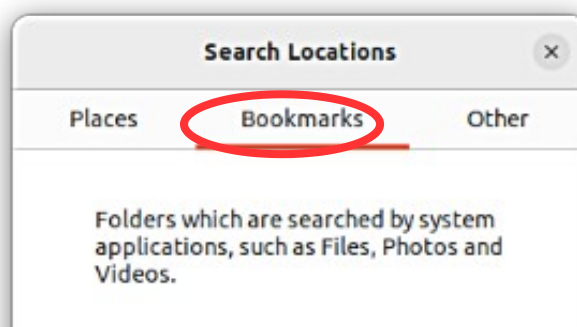 Search Locations
Places Bookmarks Other
Folders which are searched by system
applications, such as Files, Photos and
Videos.